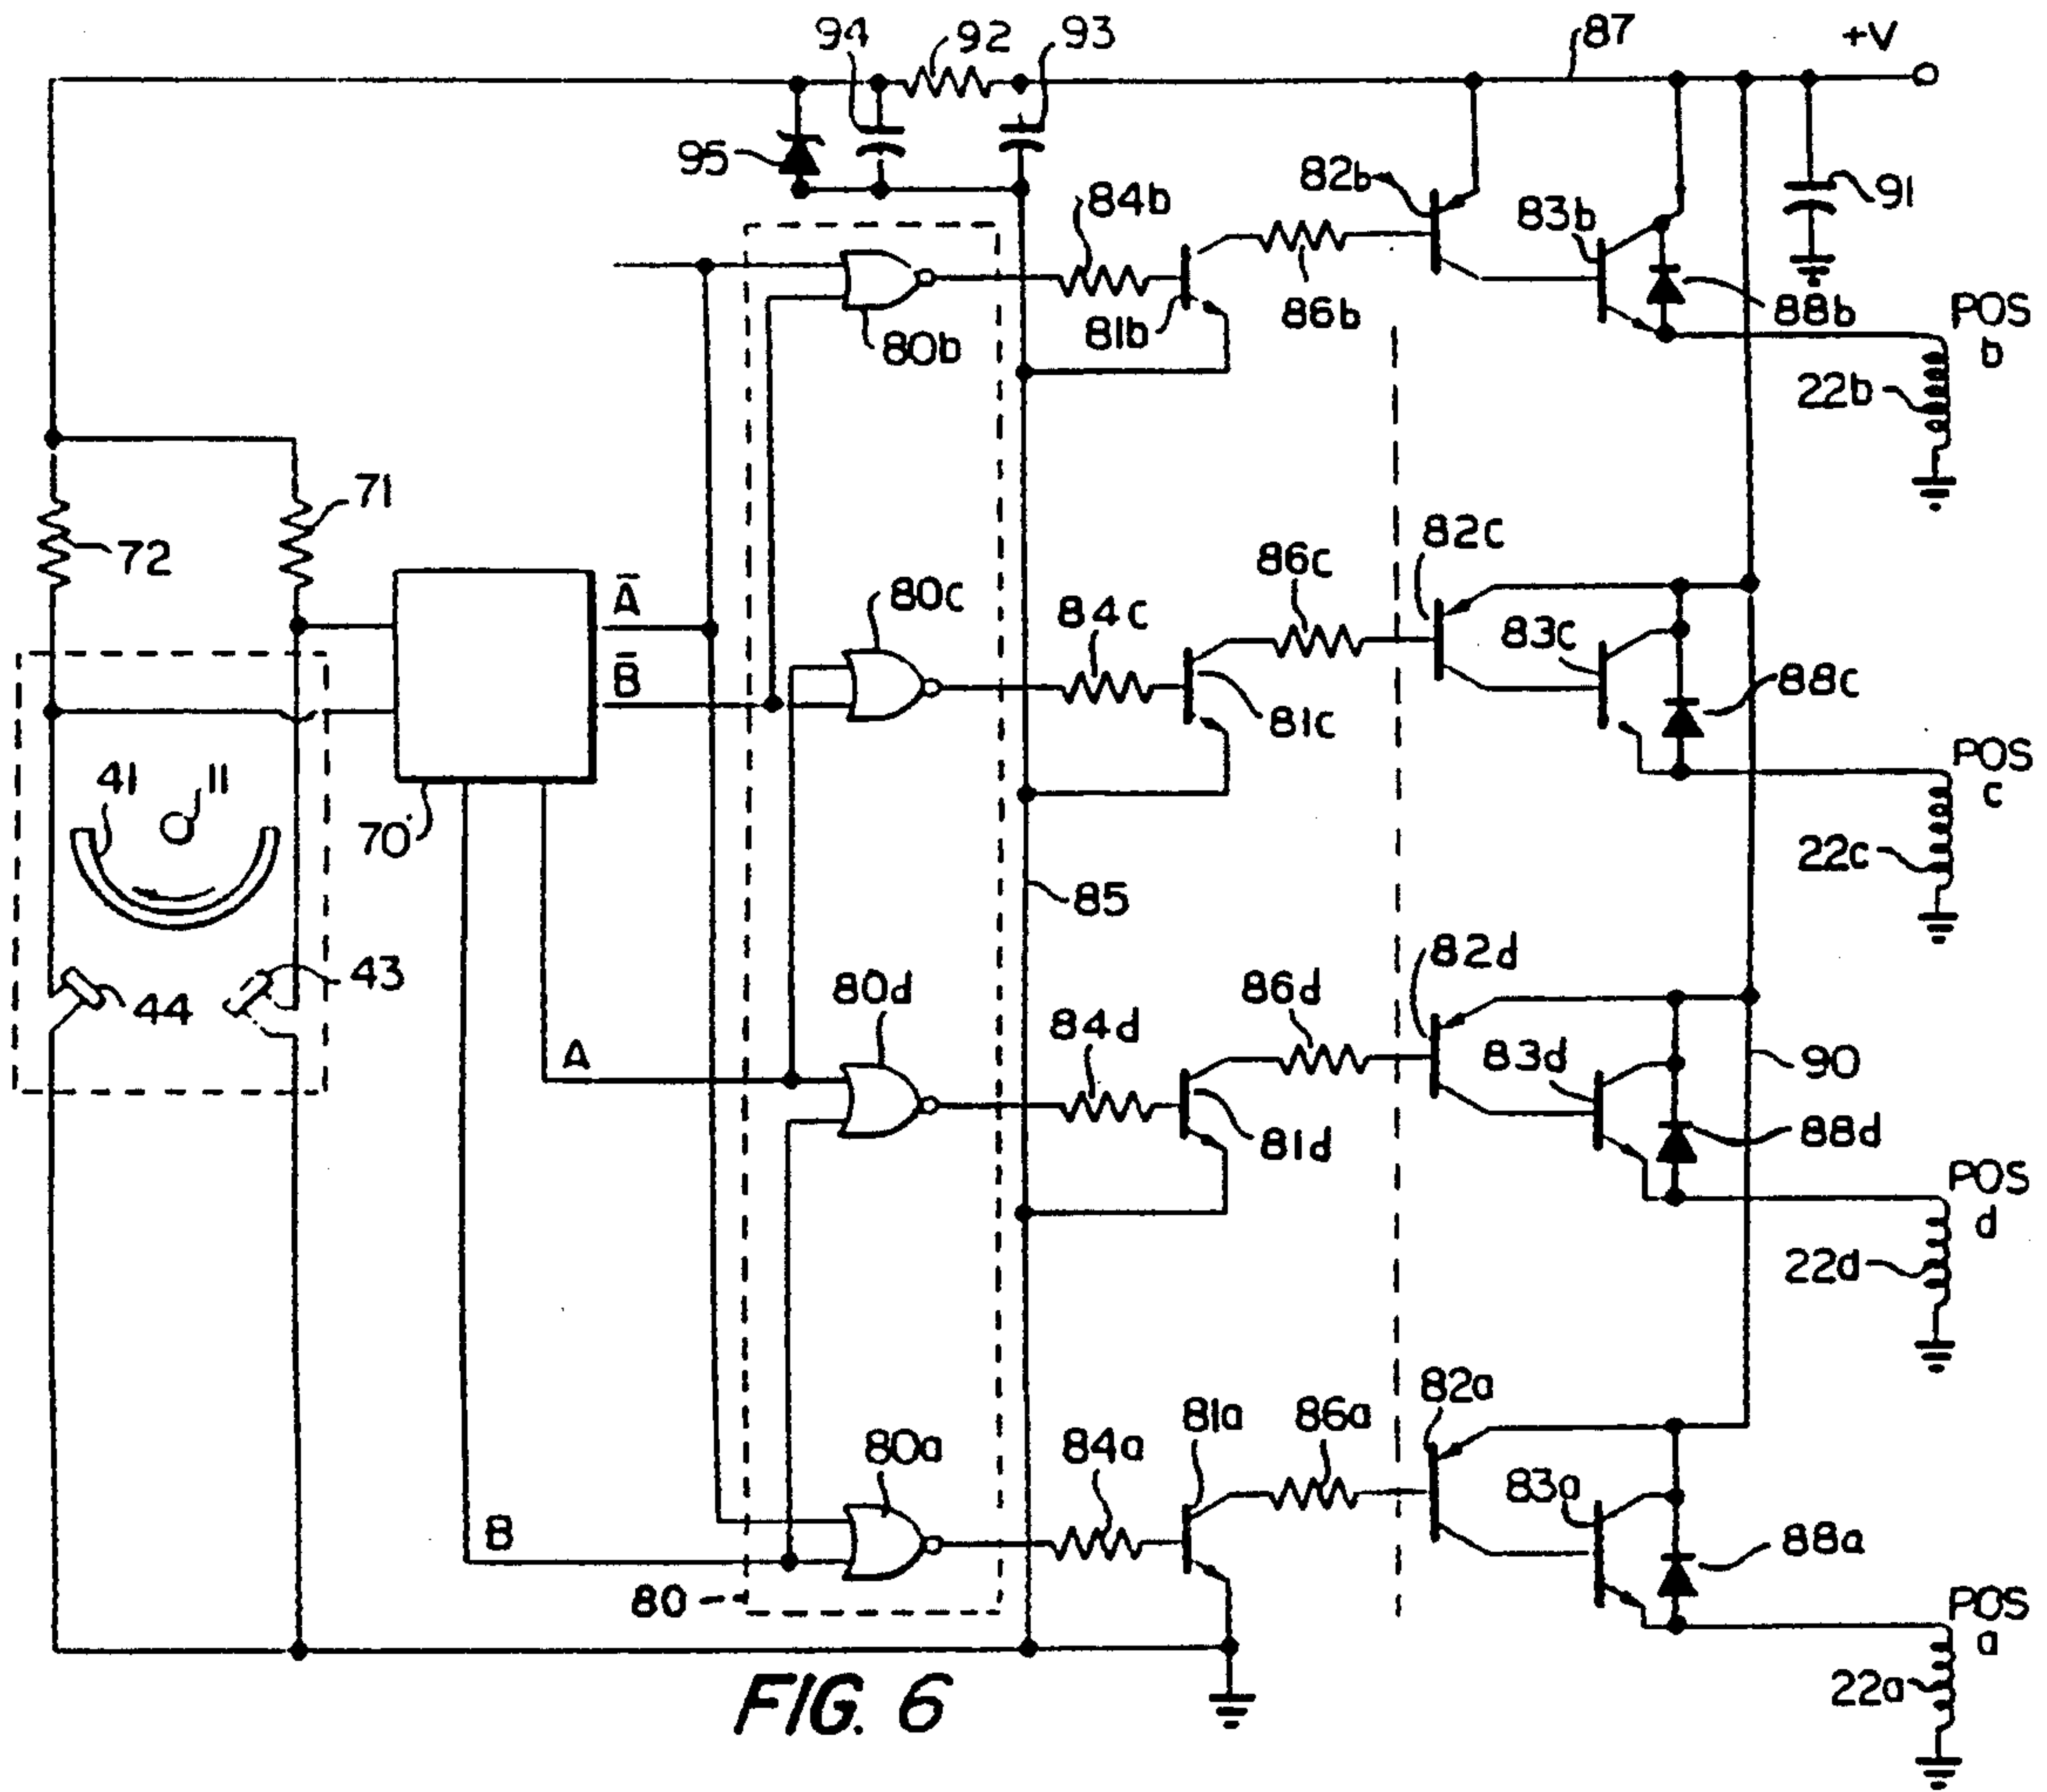 94
92
93
87
+V
95
84b
82b
83b
91
80b
81b
86b
88b
POS
b
22b
71
72
Ā
B̄
80c
84c
86c
82c
83c
88c
81c
POS
c
22c
41
11
70
85
44
43
80d
84d
86d
82d
83d
90
A
81d
88d
POS
d
22d
80a
84a
81a
86a
82a
83a
88a
B
80
POS
a
22a
FIG. 6